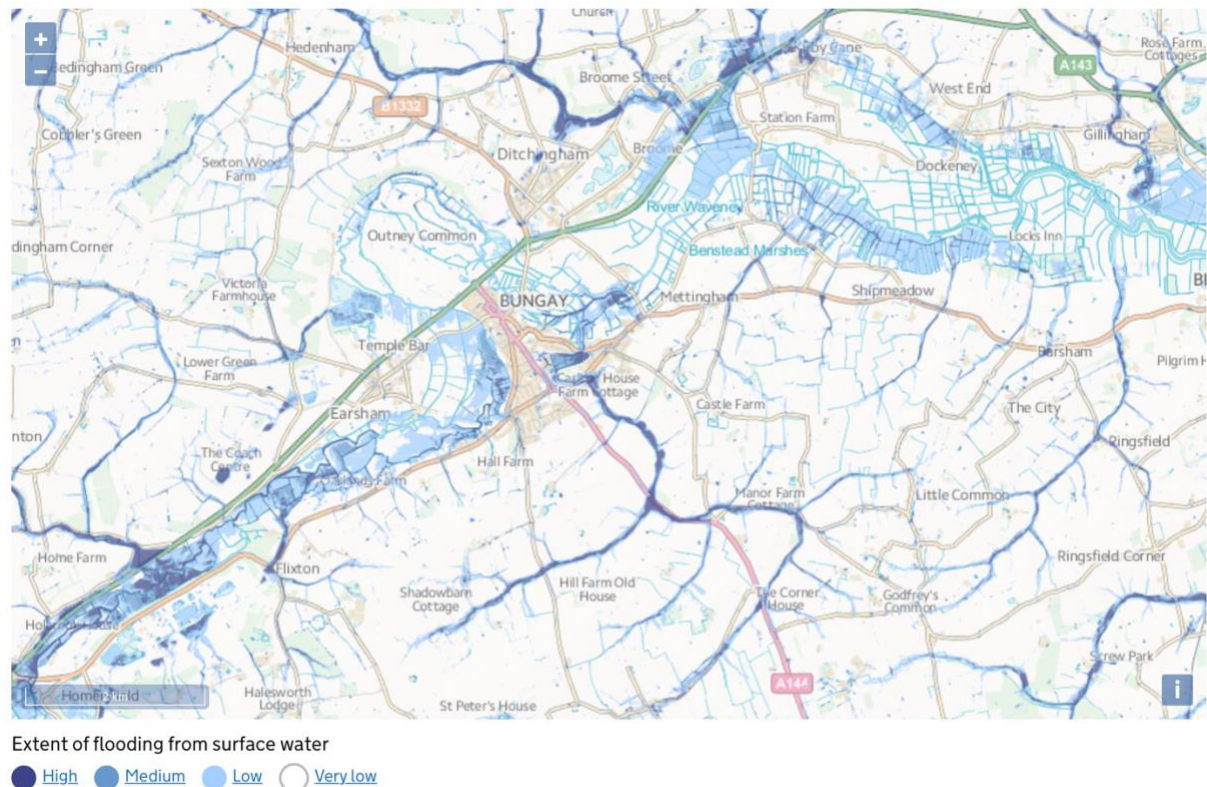 Church
+
−
Hedenham
Hedingham Green
Broome Street
Kirby Cane
A143
Rose Farm
Cottages
B1332
West End
Cobbler's Green
Station Farm
Gillingham
Sexton Wood
Farm
Ditchingham
Broome
Dockeney
River Waveney
Outney Common
Locks Inn
dingham Corner
Benstead Marshes
Victoria
Farmhouse
BUNGAY
Mettingham
Shipmeadow
Temple Bar
Barsham
Lower Green
Farm
Pilgrim H
House
Farm Cottage
Castle Farm
The City
Earsham
nton
Ringsfield
The Coach
Centre
Hall Farm
Manor Farm
Cottage
Little Common
Home Farm
Flixton
Ringsfield Corner
Shadowbarn
Cottage
Hill Farm Old
House
The Corner
House
Godfrey's
Common
Screw Park
A144
i
2 km
Halesworth
Lodge
St Peter's House
Extent of flooding from surface water
High Medium Low Very low